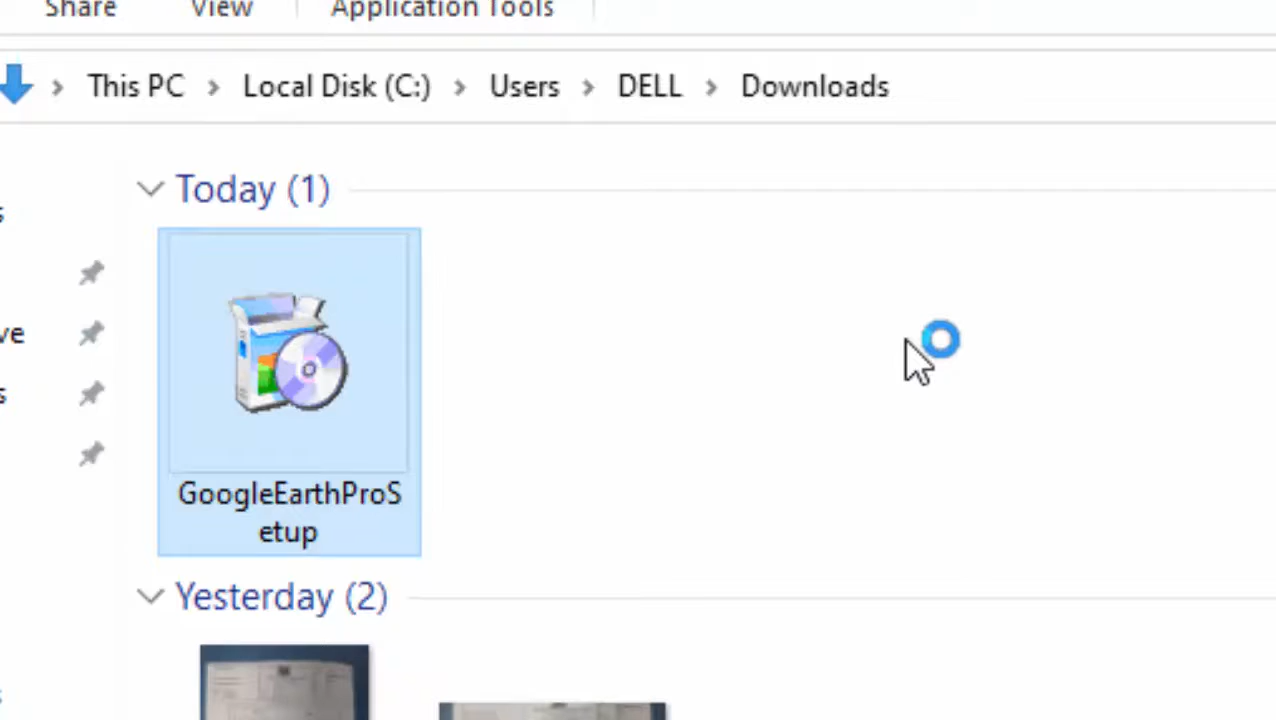 Share View Application Tools
This PC > Local Disk (C:) > Users > DELL > Downloads
Today (1)
GoogleEarthProS
etup
Yesterday (2)